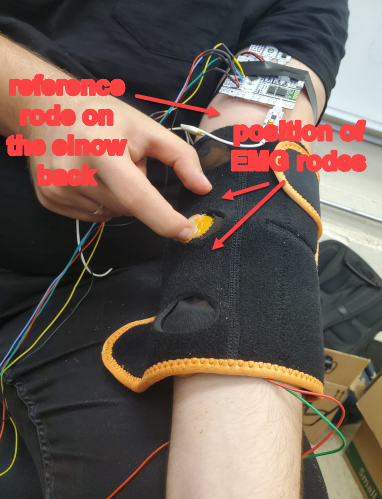 reference
rode on
the elnow
back
position of
EMG rodes